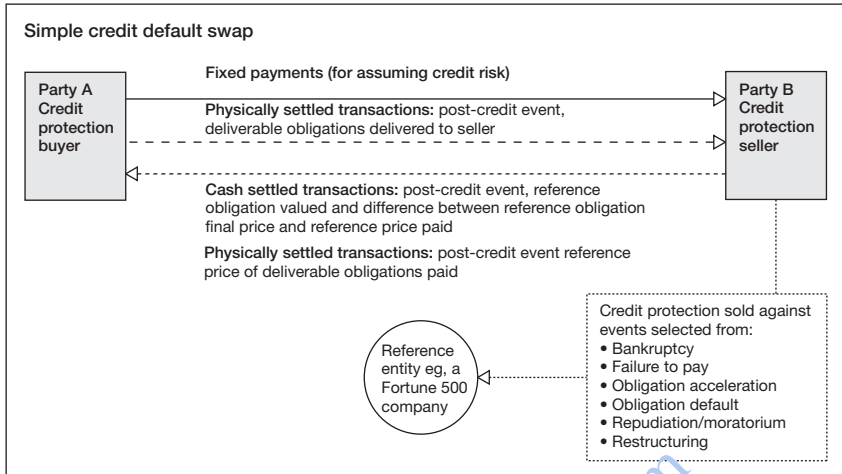 Simple credit default swap
Fixed payments (for assuming credit risk)
Party A
Credit
protection
buyer
Party B
Credit
protection
seller
Physically settled transactions: post-credit event,
deliverable obligations delivered to seller
Cash settled transactions: post-credit event, reference
obligation valued and difference between reference obligation
final price and reference price paid
Physically settled transactions: post-credit event reference
price of deliverable obligations paid
Credit protection sold against
events selected from:
• Bankruptcy
• Failure to pay
• Obligation acceleration
• Obligation default
• Repudiation/moratorium
• Restructuring
Reference
entity eg, a
Fortune 500
company